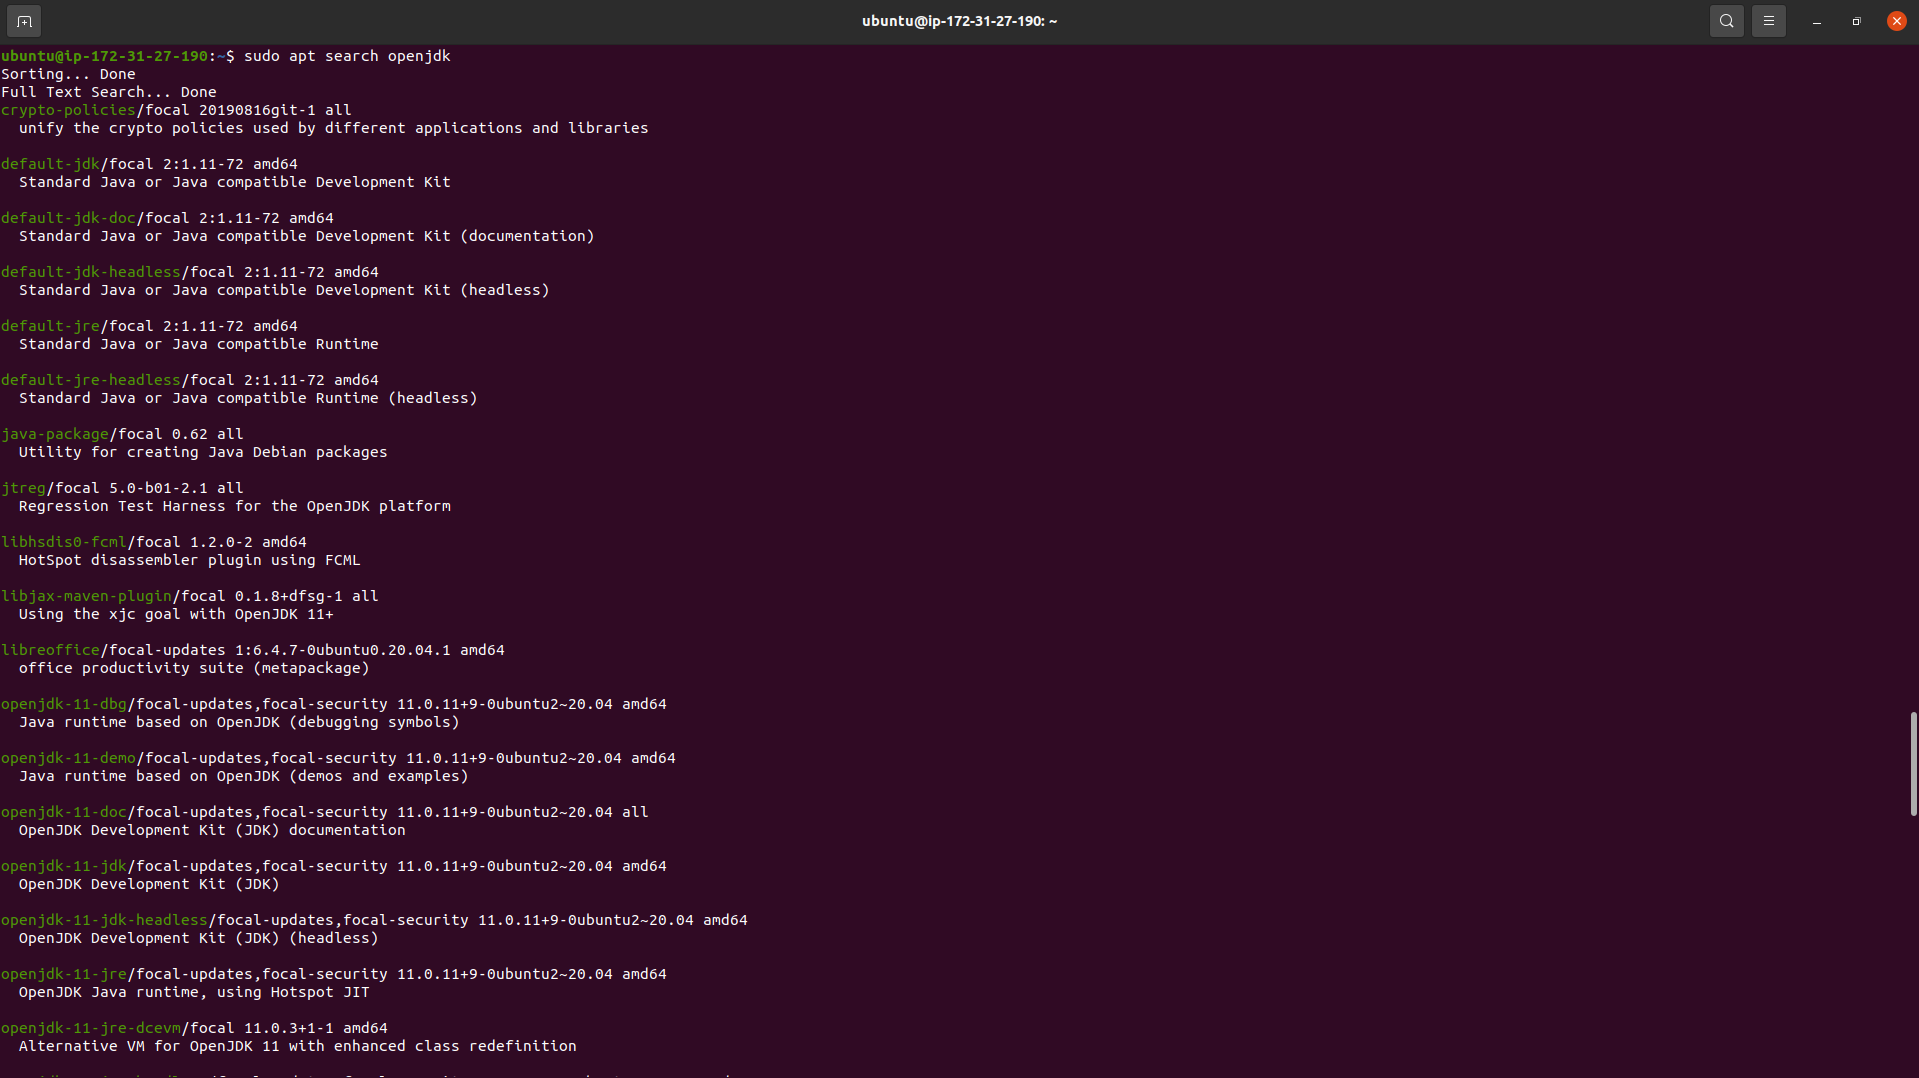 ubuntu@ip-172-31-27-190: ~
ubuntu@ip-172-31-27-190:~$ sudo apt search openjdk
Sorting... Done
Full Text Search... Done
crypto-policies/focal 20190816git-1 all
  unify the crypto policies used by different applications and libraries

default-jdk/focal 2:1.11-72 amd64
  Standard Java or Java compatible Development Kit

default-jdk-doc/focal 2:1.11-72 amd64
  Standard Java or Java compatible Development Kit (documentation)

default-jdk-headless/focal 2:1.11-72 amd64
  Standard Java or Java compatible Development Kit (headless)

default-jre/focal 2:1.11-72 amd64
  Standard Java or Java compatible Runtime

default-jre-headless/focal 2:1.11-72 amd64
  Standard Java or Java compatible Runtime (headless)

java-package/focal 0.62 all
  Utility for creating Java Debian packages

jtreg/focal 5.0-b01-2.1 all
  Regression Test Harness for the OpenJDK platform

libhsdis0-fcml/focal 1.2.0-2 amd64
  HotSpot disassembler plugin using FCML

libjax-maven-plugin/focal 0.1.8+dfsg-1 all
  Using the xjc goal with OpenJDK 11+

libreoffice/focal-updates 1:6.4.7-0ubuntu0.20.04.1 amd64
  office productivity suite (metapackage)

openjdk-11-dbg/focal-updates,focal-security 11.0.11+9-0ubuntu2~20.04 amd64
  Java runtime based on OpenJDK (debugging symbols)

openjdk-11-demo/focal-updates,focal-security 11.0.11+9-0ubuntu2~20.04 amd64
  Java runtime based on OpenJDK (demos and examples)

openjdk-11-doc/focal-updates,focal-security 11.0.11+9-0ubuntu2~20.04 all
  OpenJDK Development Kit (JDK) documentation

openjdk-11-jdk/focal-updates,focal-security 11.0.11+9-0ubuntu2~20.04 amd64
  OpenJDK Development Kit (JDK)

openjdk-11-jdk-headless/focal-updates,focal-security 11.0.11+9-0ubuntu2~20.04 amd64
  OpenJDK Development Kit (JDK) (headless)

openjdk-11-jre/focal-updates,focal-security 11.0.11+9-0ubuntu2~20.04 amd64
  OpenJDK Java runtime, using Hotspot JIT

openjdk-11-jre-dcevm/focal 11.0.3+1-1 amd64
  Alternative VM for OpenJDK 11 with enhanced class redefinition